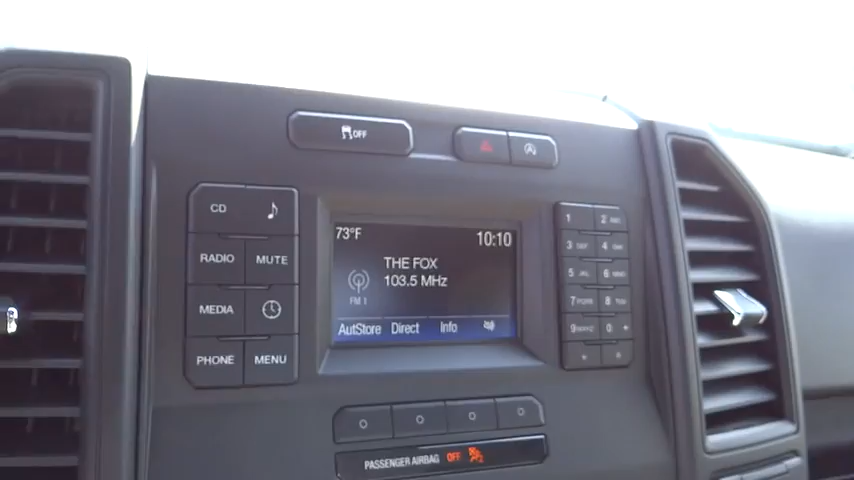 OFF
CD
RADIO MUTE
MEDIA
PHONE MENU
73°F 10:10
THE FOX
103.5 MHz
FM 1
AutStore Direct Info
1 2 ABC
3 DEF 4 GHI
5 JKL 6 MNO
7 PQRS 8 TUV
9 WXYZ 0 +
PASSENGER AIRBAG OFF